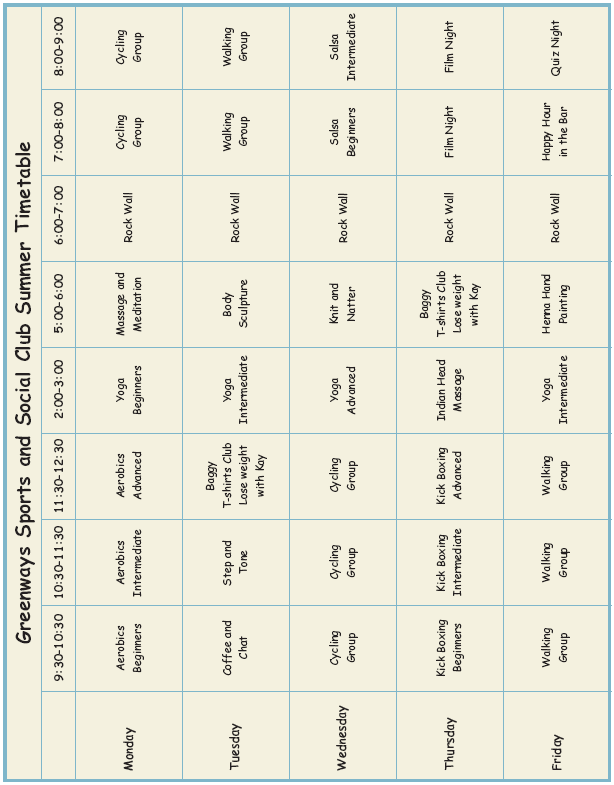 Greenways Sports and Social Club Summer Timetable
9:30-10:30
10:30-11:30
11:30-12:30
2:00-3:00
5:00-6:00
6:00-7:00
7:00-8:00
8:00-9:00
Monday
Aerobics
Beginners
Aerobics
Intermediate
Aerobics
Advanced
Yoga
Beginners
Massage and
Meditation
Rock Wall
Cycling
Group
Cycling
Group
Tuesday
Coffee and
Chat
Step and
Tone
Baggy
T-shirts Club
Lose weight
with Kay
Yoga
Intermediate
Body
Sculpture
Rock Wall
Walking
Group
Walking
Group
Wednesday
Cycling
Group
Cycling
Group
Cycling
Group
Yoga
Advanced
Knit and
Natter
Rock Wall
Salsa
Beginners
Salsa
Intermediate
Thursday
Kick Boxing
Beginners
Kick Boxing
Intermediate
Kick Boxing
Advanced
Indian Head
Massage
Baggy
T-shirts Club
Lose weight
with Kay
Rock Wall
Film Night
Film Night
Friday
Walking
Group
Walking
Group
Walking
Group
Yoga
Intermediate
Henna Hand
Painting
Rock Wall
Happy Hour
in the Bar
Quiz Night